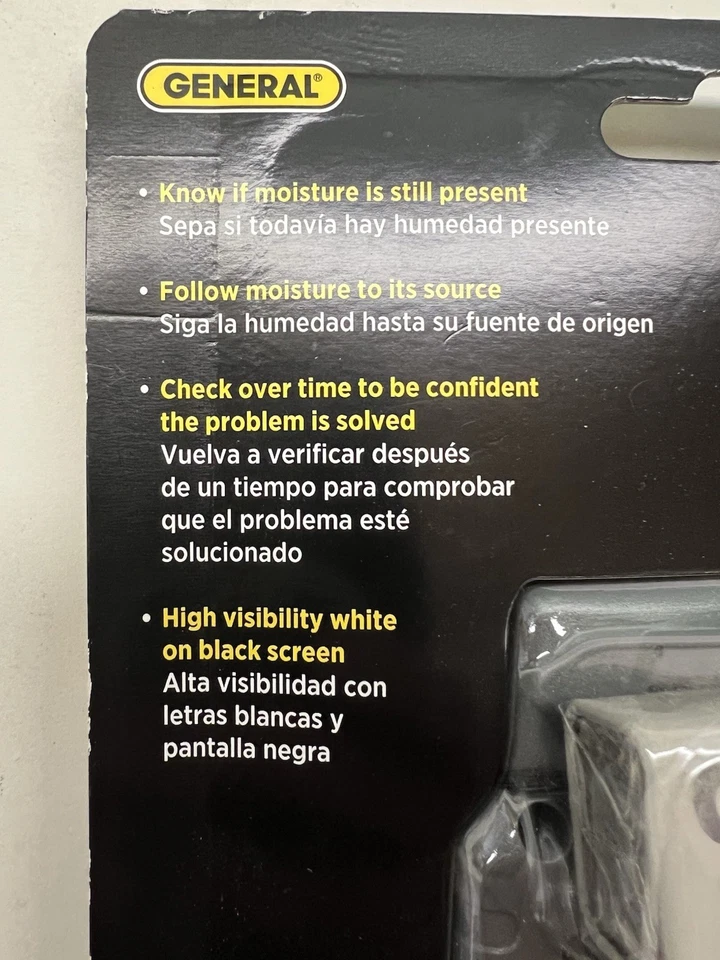 GENERAL®
• Know if moisture is still present
Sepa si todavía hay humedad presente
• Follow moisture to its source
Siga la humedad hasta su fuente de origen
• Check over time to be confident
the problem is solved
Vuelva a verificar después
de un tiempo para comprobar
que el problema esté
solucionado
• High visibility white
on black screen
Alta visibilidad con
letras blancas y
pantalla negra